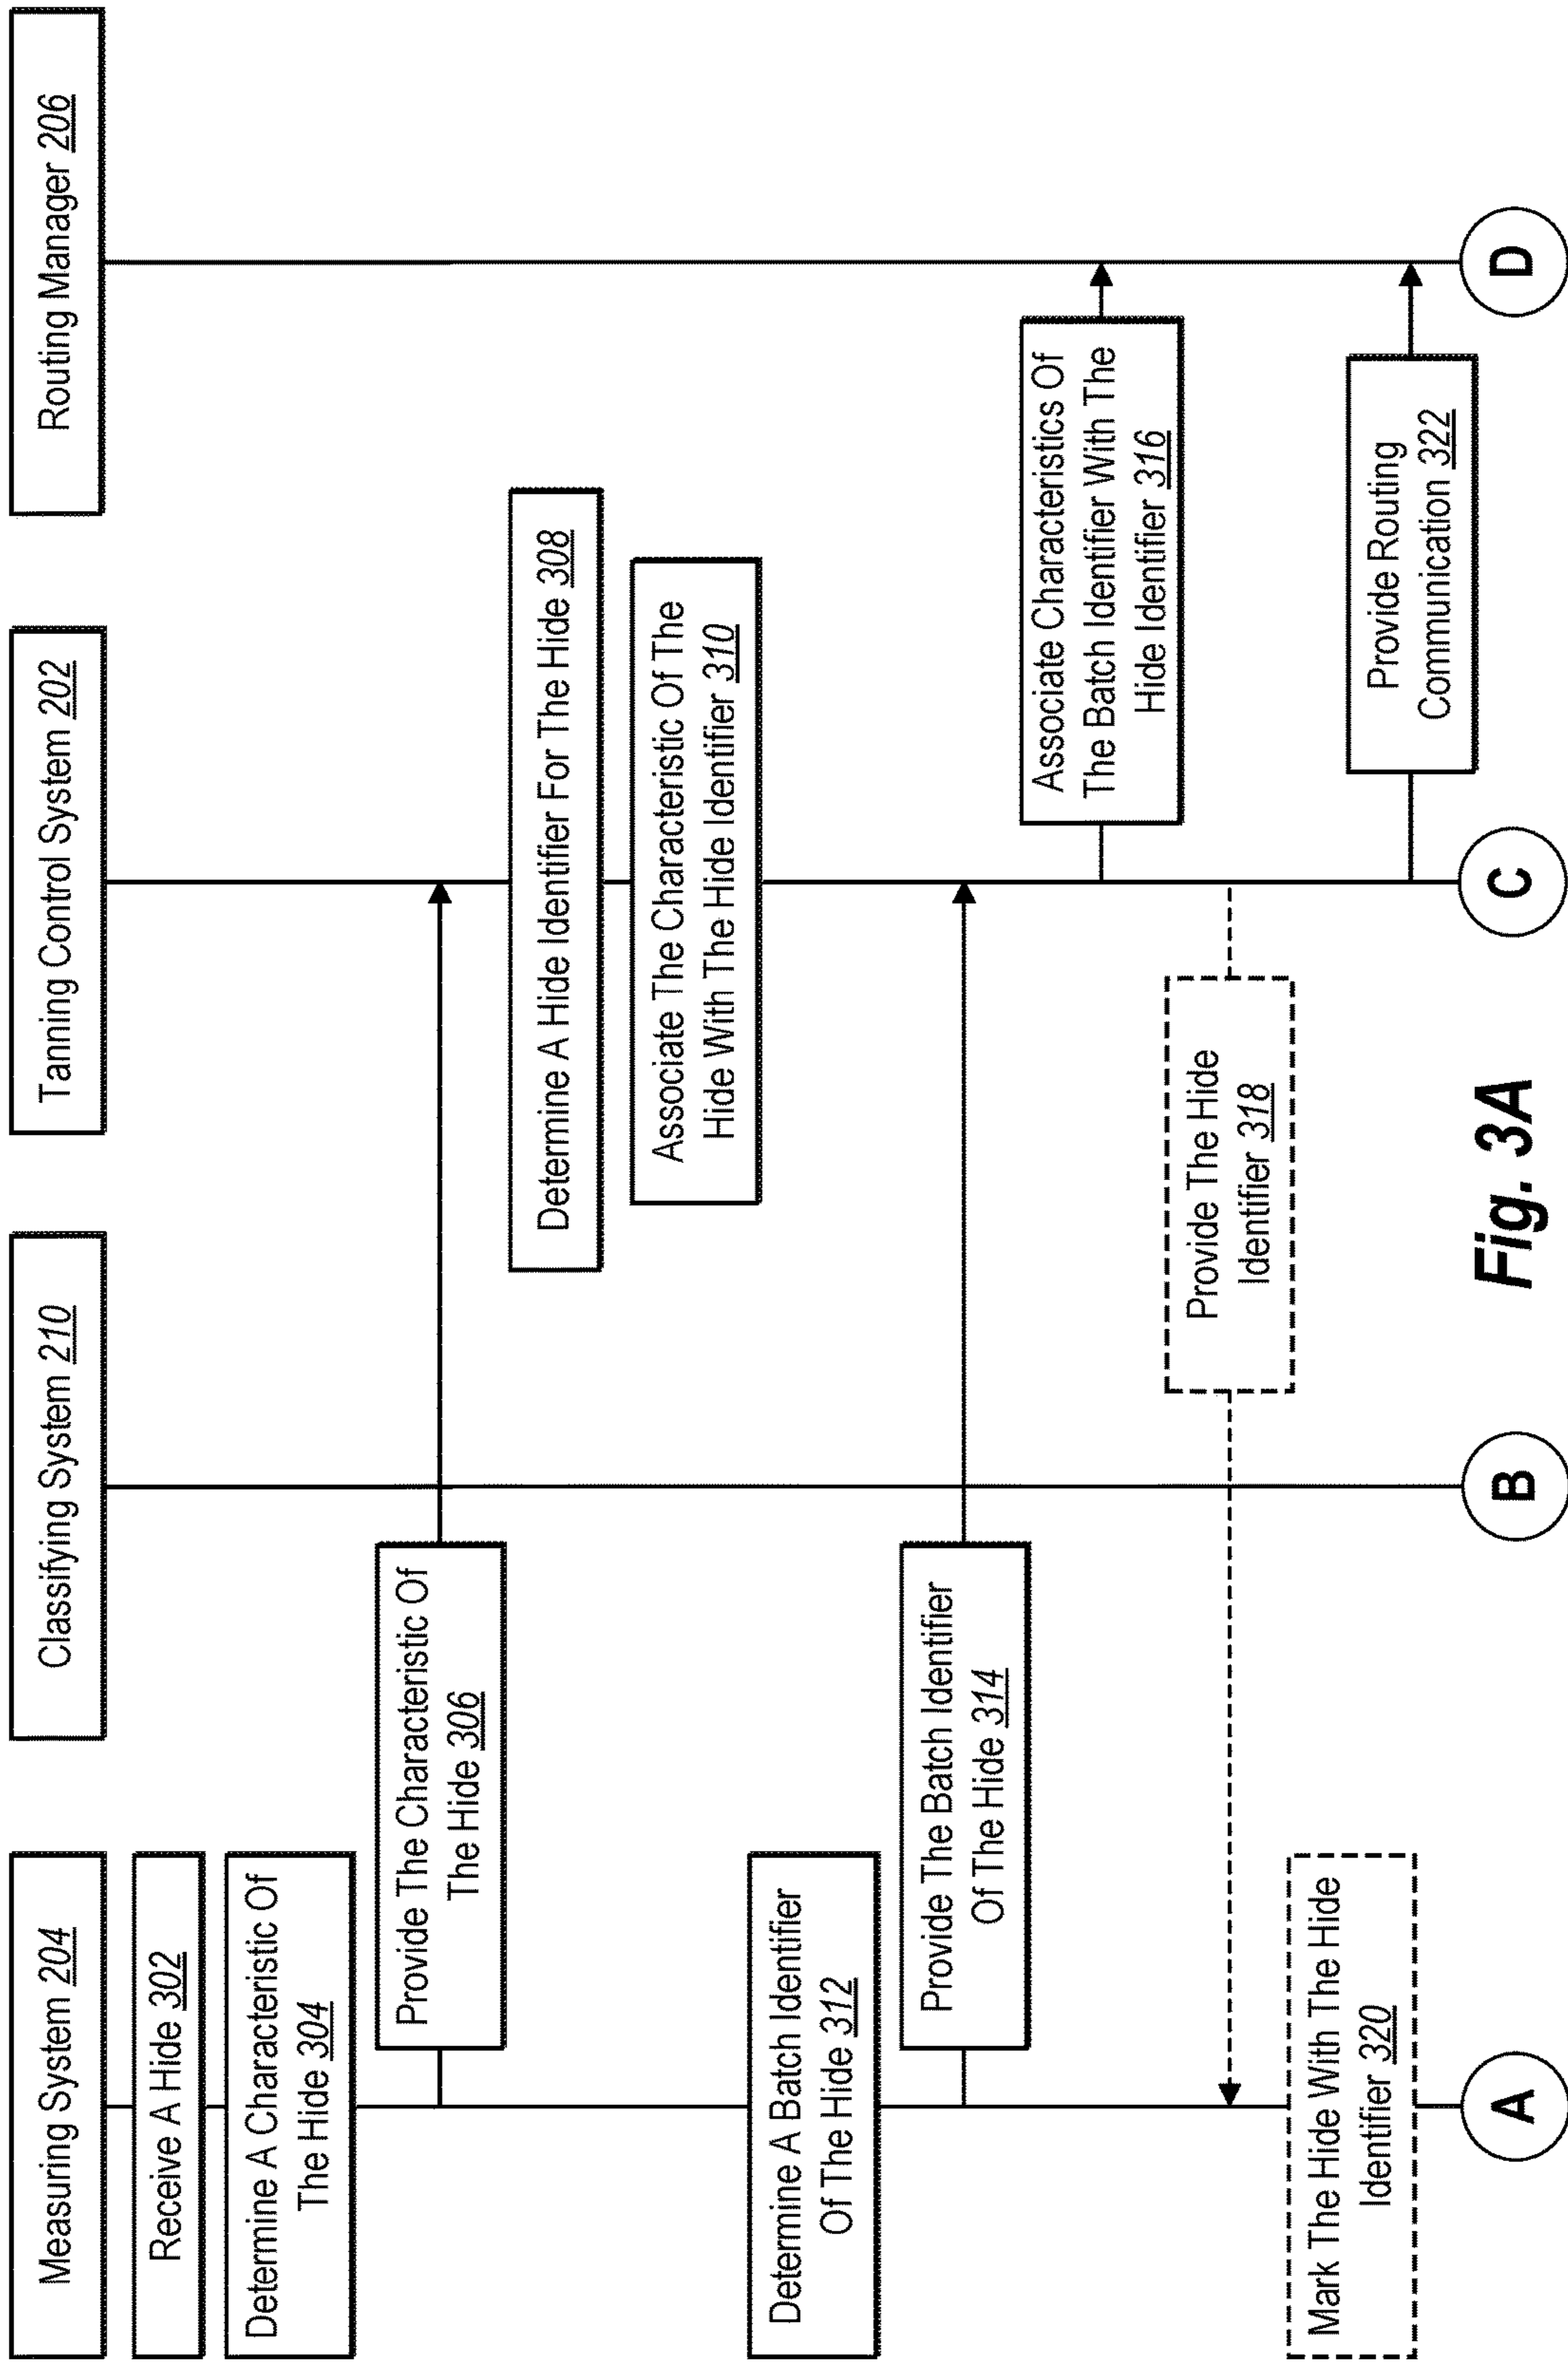 Measuring System 204
Classifying System 210
Tanning Control System 202
Routing Manager 206
Receive A Hide 302
Determine A Characteristic Of
The Hide 304
Provide The Characteristic Of
The Hide 306
Determine A Hide Identifier For The Hide 308
Associate The Characteristic Of The
Hide With The Hide Identifier 310
Determine A Batch Identifier
Of The Hide 312
Provide The Batch Identifier
Of The Hide 314
Associate Characteristics Of
The Batch Identifier With The
Hide Identifier 316
Provide The Hide
Identifier 318
Mark The Hide With The Hide
Identifier 320
Provide Routing
Communication 322
A
B
C
D
Fig. 3A